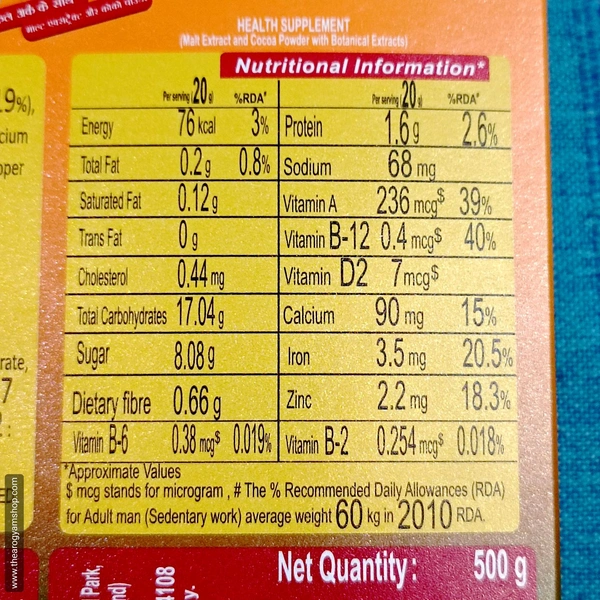 HEALTH SUPPLEMENT
(Malt Extract and Cocoa Powder with Botanical Extracts)
Nutritional Information*
Per serving (20 g) %RDA# Per serving (20 g) %RDA#
Energy 76 kcal 3% Protein 1.6 g 2.6%
Total Fat 0.2 g 0.8% Sodium 68 mg
Saturated Fat 0.12 g Vitamin A 236 mcg$ 39%
Trans Fat 0 g Vitamin B-12 0.4 mcg$ 40%
Cholesterol 0.44 mg Vitamin D2 7 mcg$
Total Carbohydrates 17.04 g Calcium 90 mg 15%
Sugar 8.08 g Iron 3.5 mg 20.5%
Dietary fibre 0.66 g Zinc 2.2 mg 18.3%
Vitamin B-6 0.38 mcg$ 0.019% Vitamin B-2 0.254 mcg$ 0.018%
*Approximate Values
$ mcg stands for microgram , # The % Recommended Daily Allowances (RDA)
for Adult man (Sedentary work) average weight 60 kg in 2010 RDA.
Net Quantity : 500 g
Park,
4108
www.thearogyamshop.com